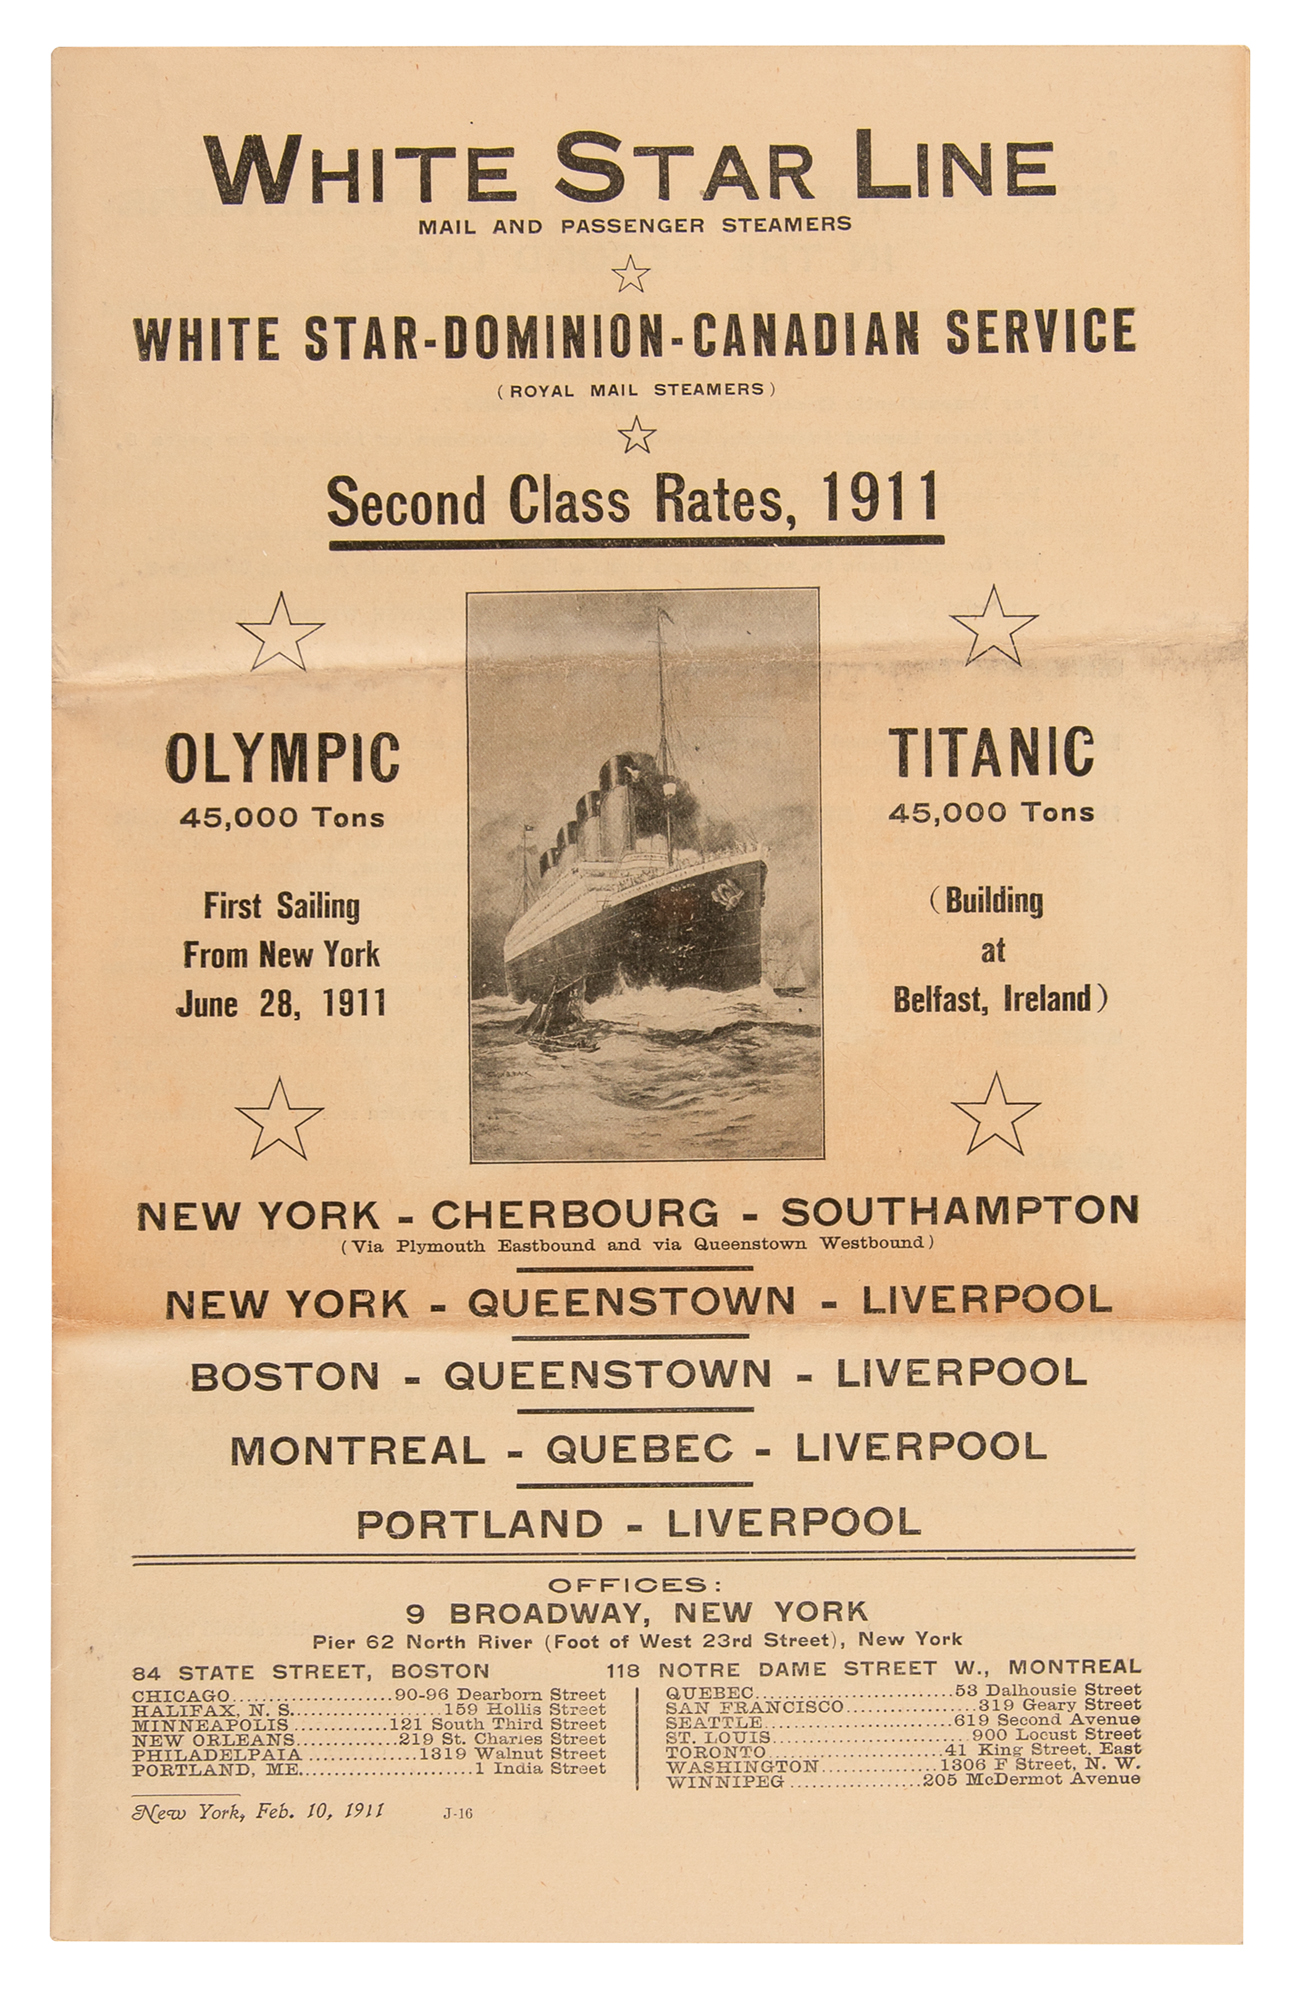 WHITE STAR LINE
MAIL AND PASSENGER STEAMERS
WHITE STAR-DOMINION-CANADIAN SERVICE
(ROYAL MAIL STEAMERS)
Second Class Rates, 1911
OLYMPIC
45,000 Tons
First Sailing
From New York
June 28, 1911
TITANIC
45,000 Tons
(Building
at
Belfast, Ireland)
NEW YORK - CHERBOURG - SOUTHAMPTON
(Via Plymouth Eastbound and via Queenstown Westbound)
NEW YORK - QUEENSTOWN - LIVERPOOL
BOSTON - QUEENSTOWN - LIVERPOOL
MONTREAL - QUEBEC - LIVERPOOL
PORTLAND - LIVERPOOL
OFFICES:
9 BROADWAY, NEW YORK
Pier 62 North River (Foot of West 23rd Street), New York
84 STATE STREET, BOSTON
118 NOTRE DAME STREET W., MONTREAL
CHICAGO......................90-96 Dearborn Street
HALIFAX, N. S.....................159 Hollis Street
MINNEAPOLIS..............121 South Third Street
NEW ORLEANS..............219 St. Charles Street
PHILADELPAIA................1319 Walnut Street
PORTLAND, ME.........................1 India Street
QUEBEC...........................53 Dalhousie Street
SAN FRANCISCO..................319 Geary Street
SEATTLE..........................619 Second Avenue
ST. LOUIS...........................900 Locust Street
TORONTO........................41 King Street, East
WASHINGTON................1306 F Street, N. W.
WINNIPEG..................205 McDermot Avenue
New York, Feb. 10, 1911 J-16